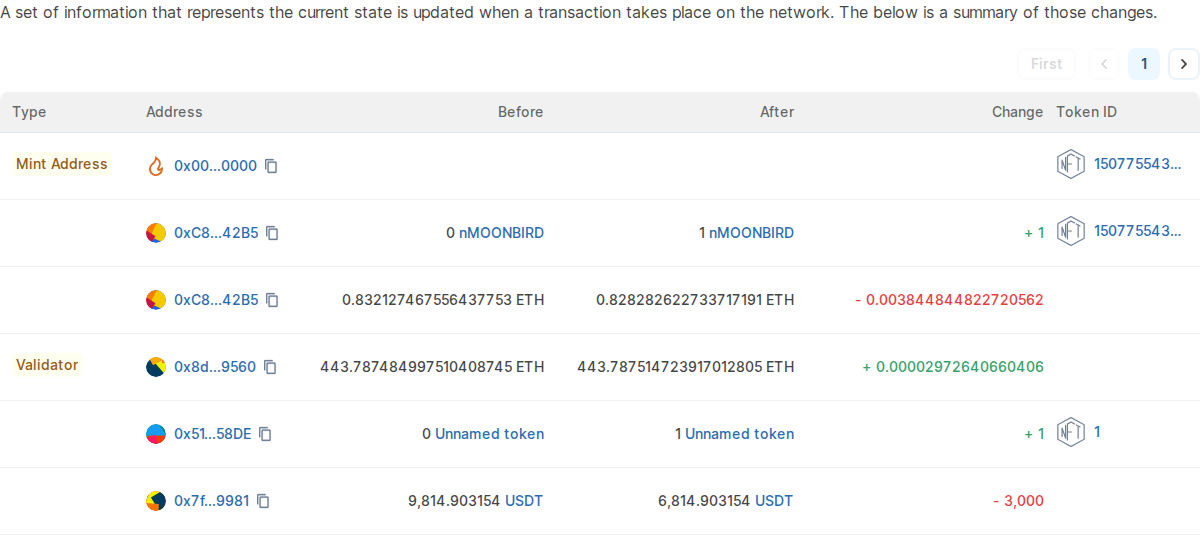 A set of information that represents the current state is updated when a transaction takes place on the network. The below is a summary of those changes.
First 1
Type Address Before After Change Token ID
Mint Address 0x00...0000 NFT 150775543...
0xC8...42B5 0 nMOONBIRD 1 nMOONBIRD + 1 NFT 150775543...
0xC8...42B5 0.832127467556437753 ETH 0.828282622733717191 ETH - 0.003844844822720562
Validator 0x8d...9560 443.787484997510408745 ETH 443.787514723917012805 ETH + 0.00002972640660406
0x51...58DE 0 Unnamed token 1 Unnamed token + 1 NFT 1
0x7f...9981 9,814.903154 USDT 6,814.903154 USDT - 3,000